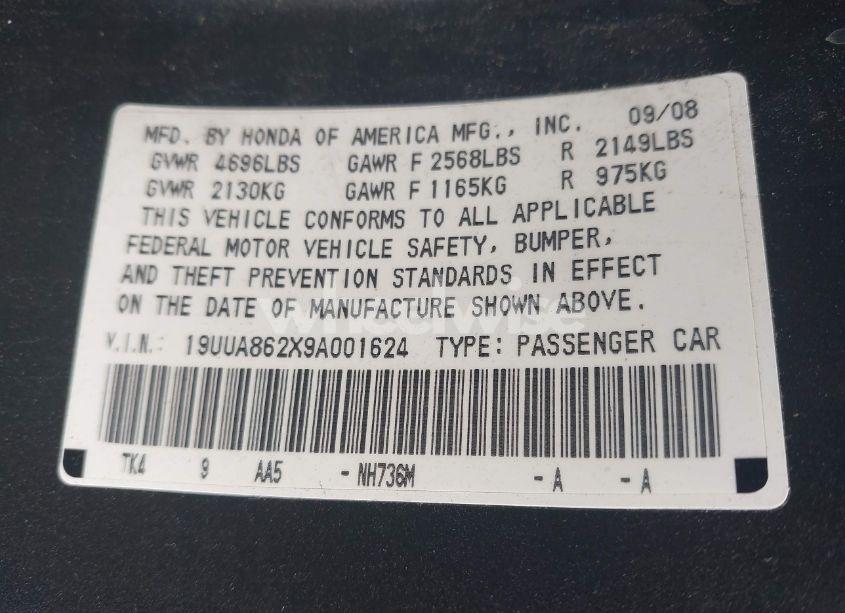 MFD. BY HONDA OF AMERICA MFG., INC. 09/08
GVWR 4696LBS GAWR F 2568LBS R 2149LBS
GVWR 2130KG GAWR F 1165KG R 975KG
THIS VEHICLE CONFORMS TO ALL APPLICABLE
FEDERAL MOTOR VEHICLE SAFETY, BUMPER,
AND THEFT PREVENTION STANDARDS IN EFFECT
ON THE DATE OF MANUFACTURE SHOWN ABOVE.
wheelwise
V.I.N.: 19UUA862X9A001624 TYPE: PASSENGER CAR
TK4 9 AA5 - NH736M - A - A